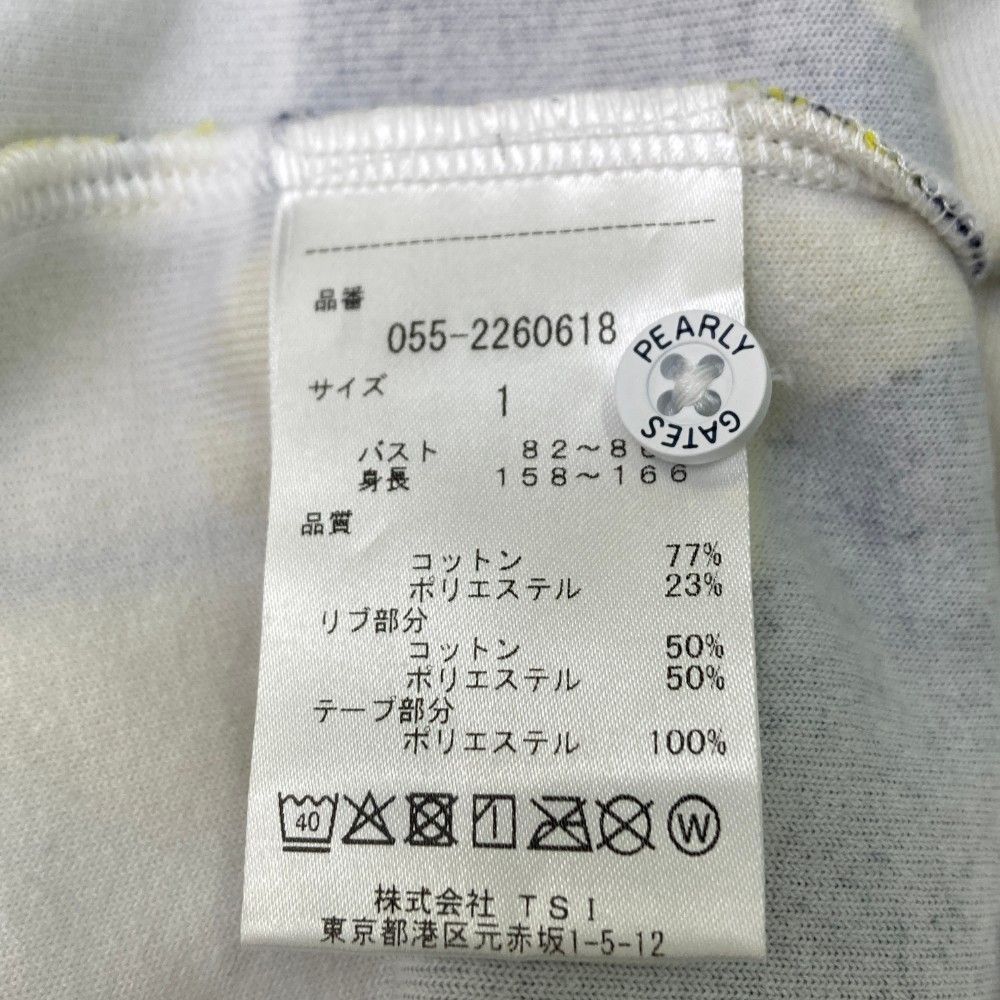 品番
055-2260618
PEARLY
GATES
サイズ 1
バスト 82～8
身長 158～166
品質
コットン 77%
ポリエステル 23%
リブ部分
コットン 50%
ポリエステル 50%
テープ部分
ポリエステル 100%
40 W
株式会社 TSI
東京都港区元赤坂1-5-12